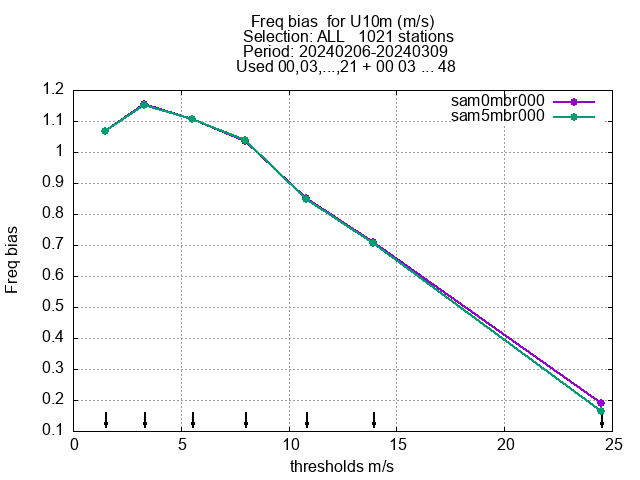 Freq bias  for U10m (m/s)
Selection: ALL   1021 stations
Period: 20240206-20240309
Used 00,03,...,21 + 00 03 ... 48
sam0mbr000
sam5mbr000
1.2
1.1
1
0.9
0.8
0.7
0.6
0.5
0.4
0.3
0.2
0.1
Freq bias
0 5 10 15 20 25
thresholds m/s